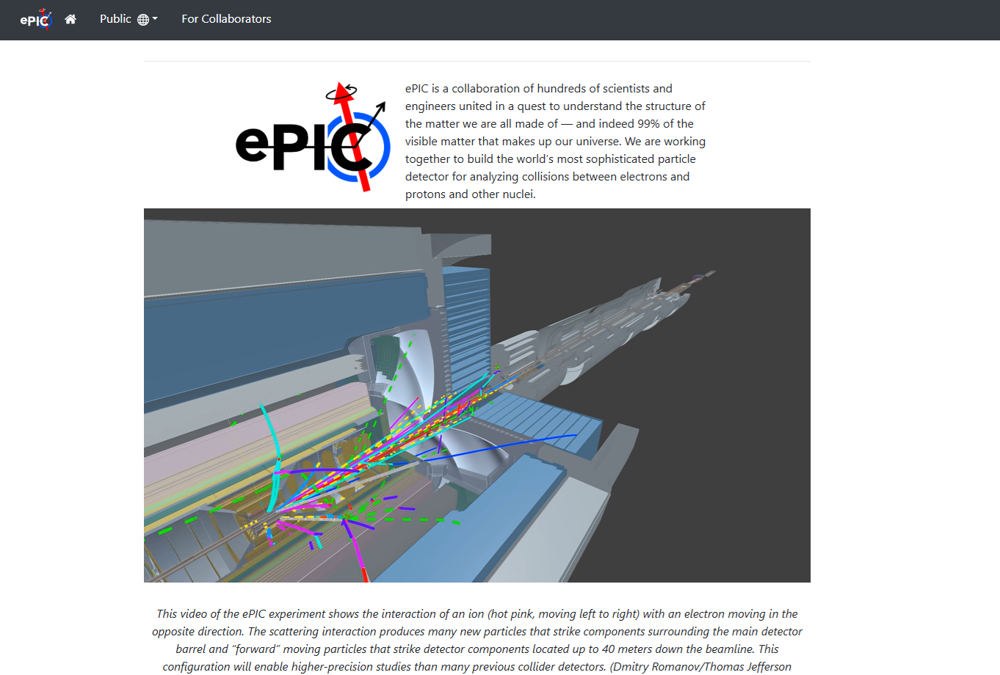 ePIC
Public
For Collaborators
ePIC
ePIC is a collaboration of hundreds of scientists and
engineers united in a quest to understand the structure of
the matter we are all made of — and indeed 99% of the
visible matter that makes up our universe. We are working
together to build the world's most sophisticated particle
detector for analyzing collisions between electrons and
protons and other nuclei.
This video of the ePIC experiment shows the interaction of an ion (hot pink, moving left to right) with an electron moving in the
opposite direction. The scattering interaction produces many new particles that strike components surrounding the main detector
barrel and “forward” moving particles that strike detector components located up to 40 meters down the beamline. This
configuration will enable higher-precision studies than many previous collider detectors. (Dmitry Romanov/Thomas Jefferson